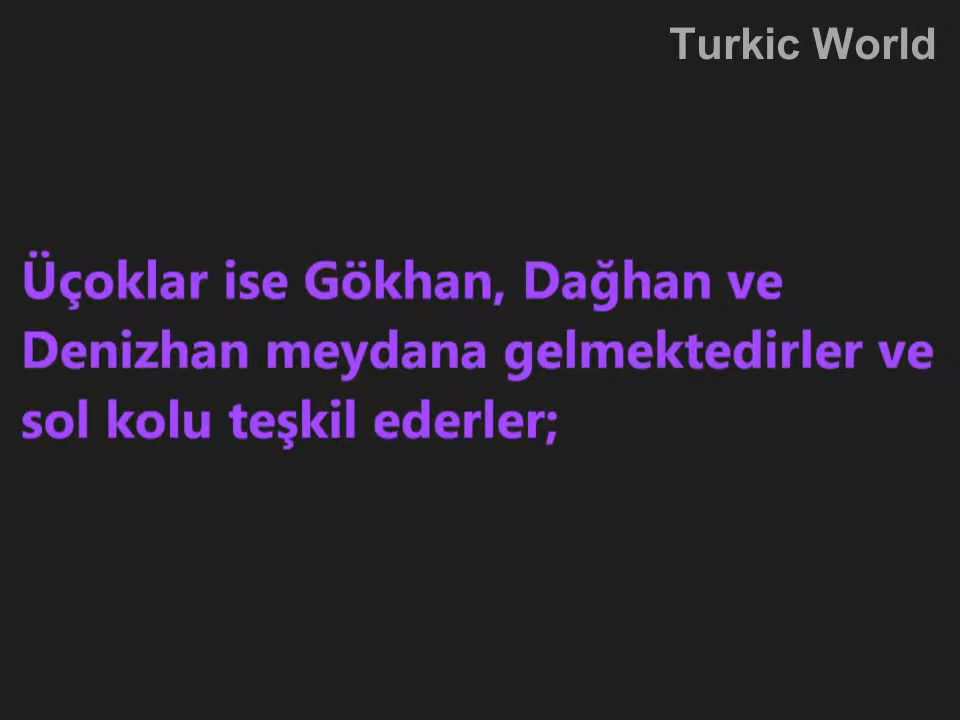 Turkic World
Üçoklar ise Gökhan, Dağhan ve
Denizhan meydana gelmektedirler ve
sol kolu teşkil ederler;